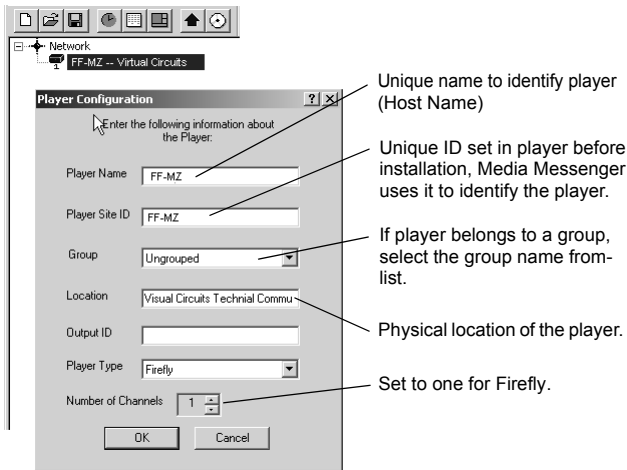 Network
1
FF-MZ -- Virtual Circuits
Player Configuration
? x
Enter the following information about
the Player:
Player Name FF-MZ
Player Site ID FF-MZ
Group Ungrouped
Location Visual Circuits Technial Commu
Output ID
Player Type Firefly
Number of Channels 1
OK Cancel
Unique name to identify player
(Host Name)
Unique ID set in player before
installation, Media Messenger
uses it to identify the player.
If player belongs to a group,
select the group name from-
list.
Physical location of the player.
Set to one for Firefly.